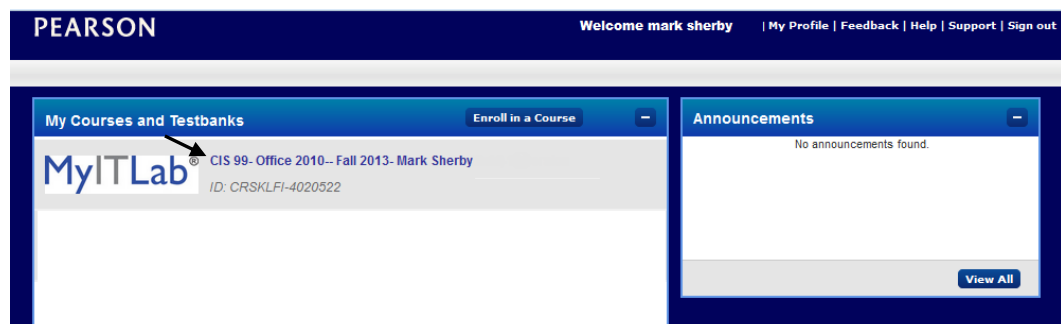 PEARSON
Welcome mark sherby | My Profile | Feedback | Help | Support | Sign out
My Courses and Testbanks
Enroll in a Course
MyITLab®
CIS 99- Office 2010-- Fall 2013- Mark Sherby
ID: CRSKLFI-4020522
Announcements
No announcements found.
View All